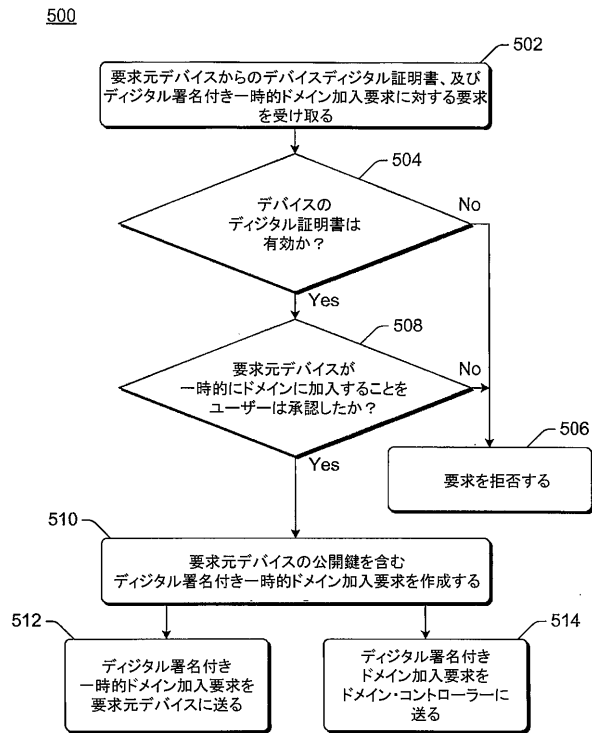 500
502
要求元デバイスからのデバイスディジタル証明書、及び
ディジタル署名付き一時的ドメイン加入要求に対する要求
を受け取る
504
デバイスの
ディジタル証明書は
有効か？
No
Yes
508
要求元デバイスが
一時的にドメインに加入することを
ユーザーは承認したか？
No
Yes
506
要求を拒否する
510
要求元デバイスの公開鍵を含む
ディジタル署名付き一時的ドメイン加入要求を作成する
512
ディジタル署名付き
一時的ドメイン加入要求を
要求元デバイスに送る
514
ディジタル署名付き
ドメイン加入要求を
ドメイン・コントローラーに
送る